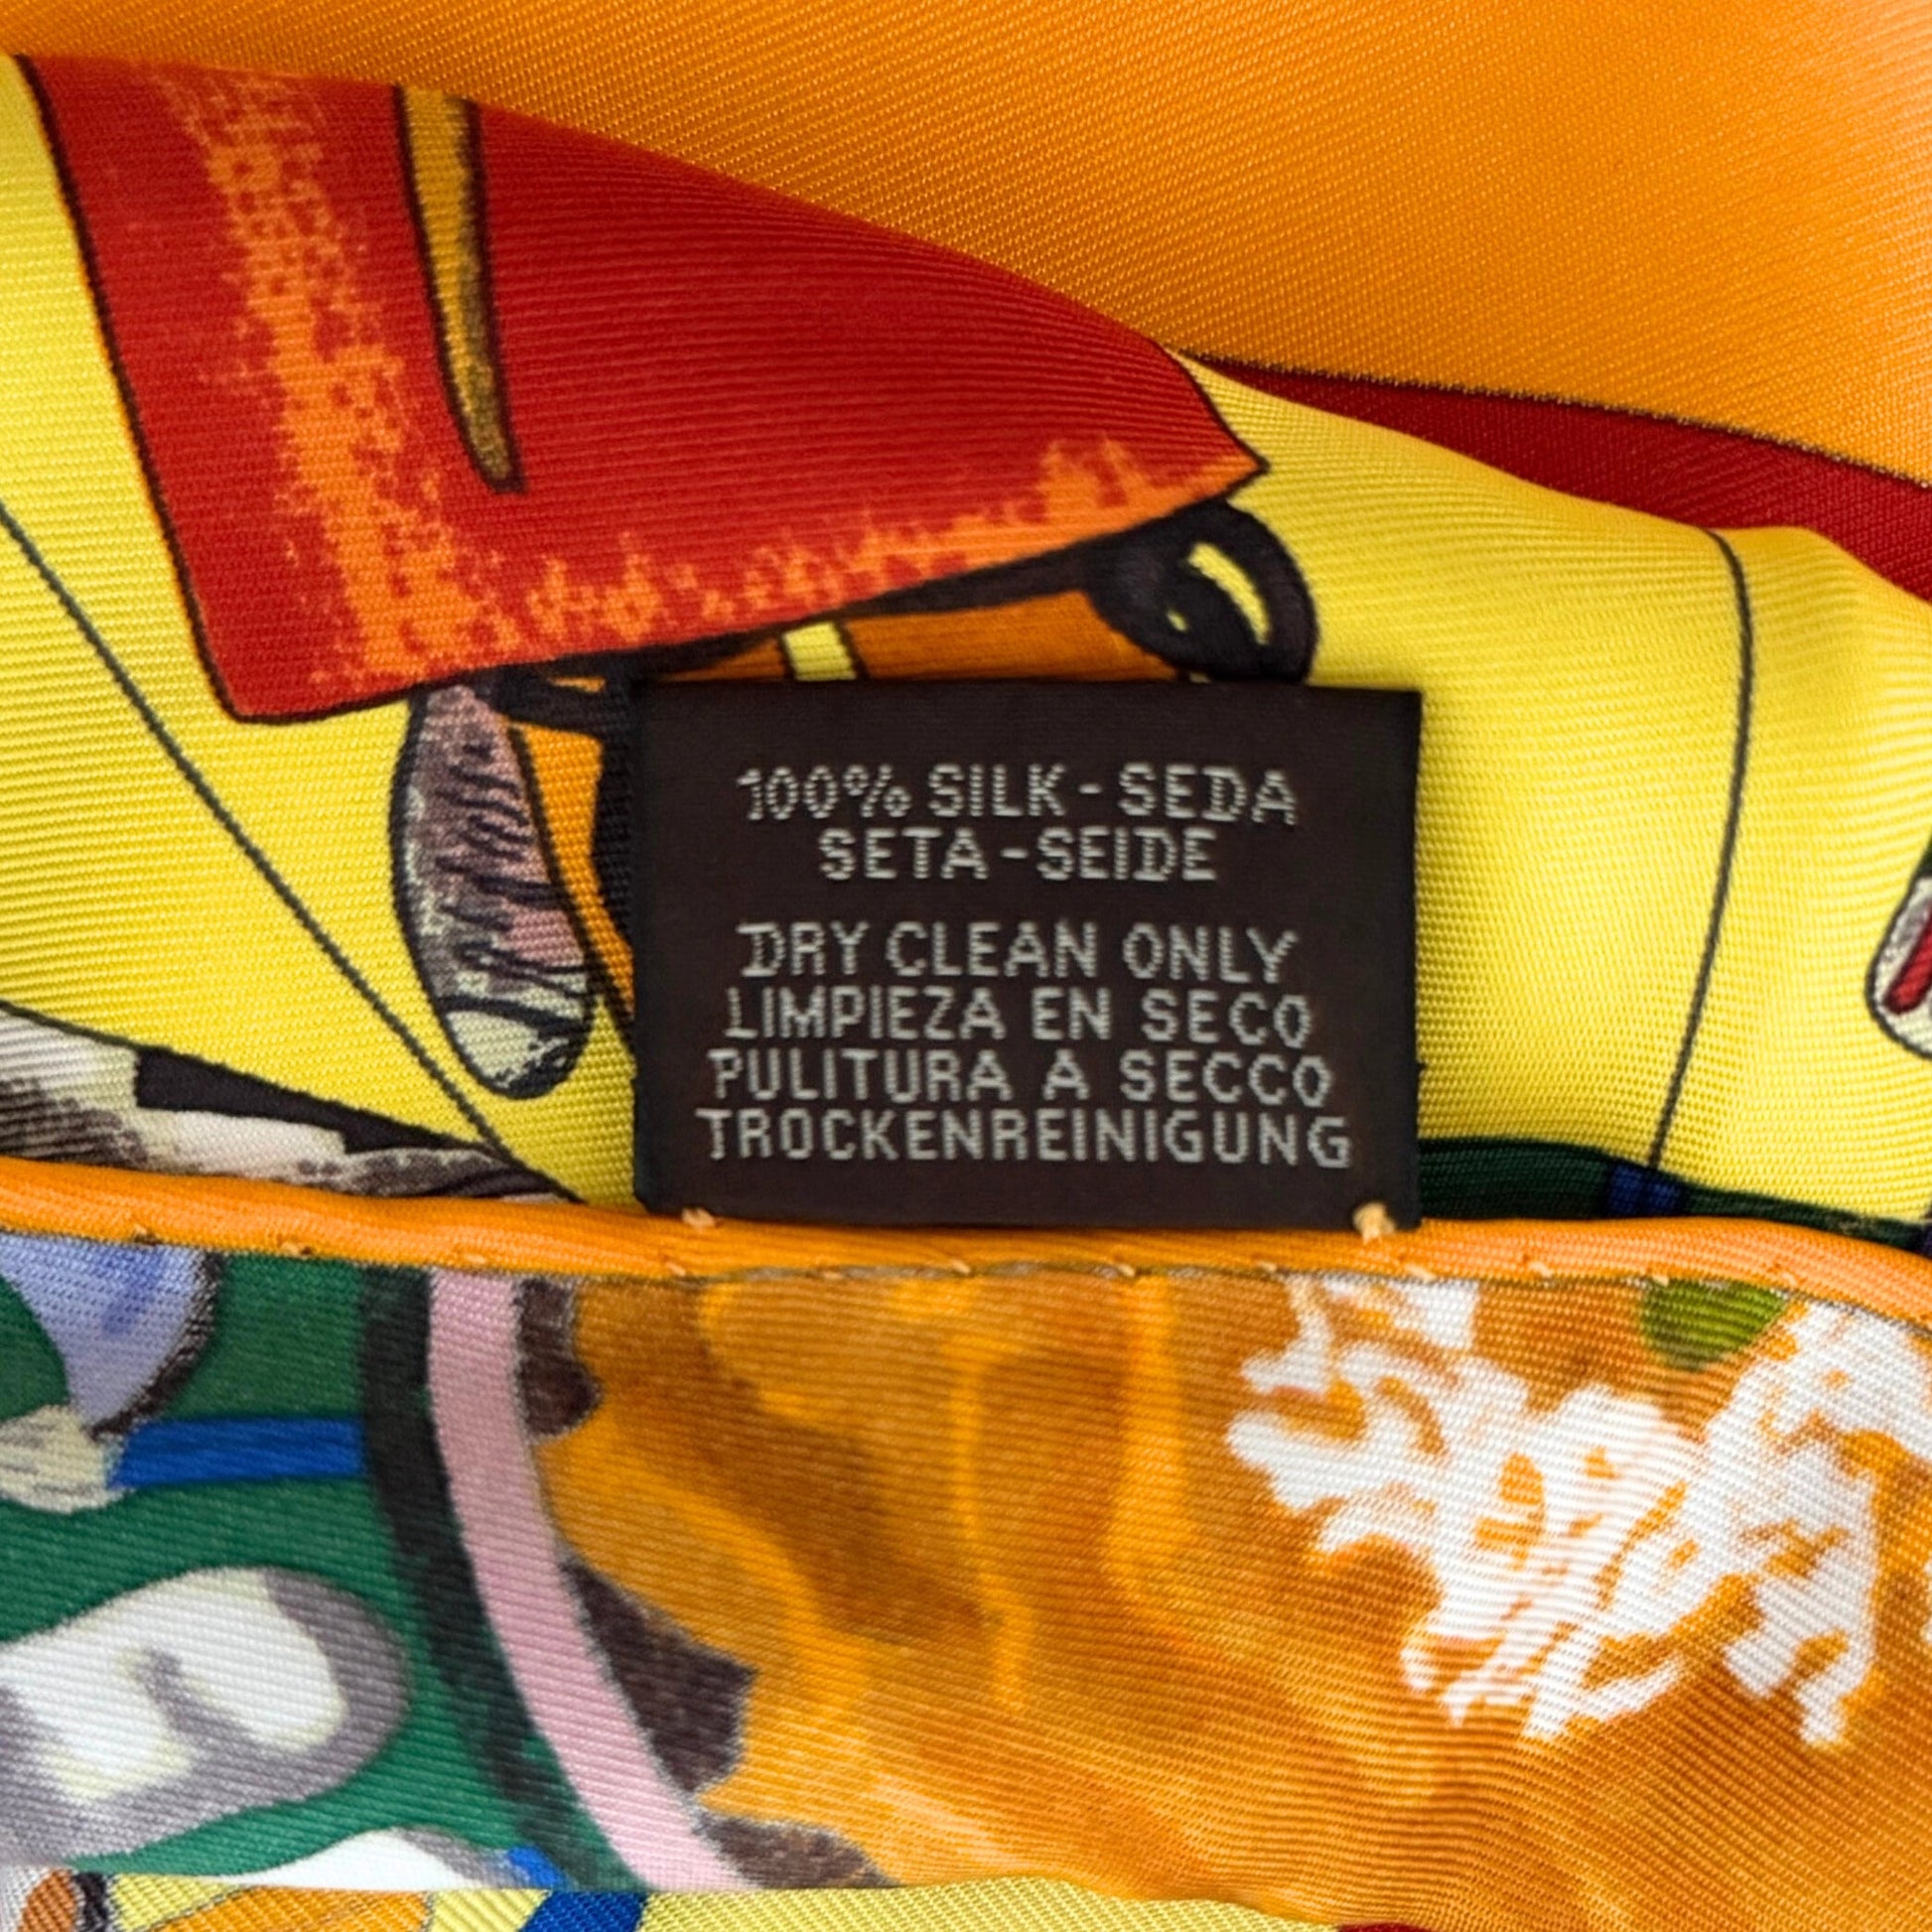 100% SILK - SEDA
SETA - SEIDE
DRY CLEAN ONLY
LIMPIEZA EN SECO
PULITURA A SECCO
TROCKENREINIGUNG